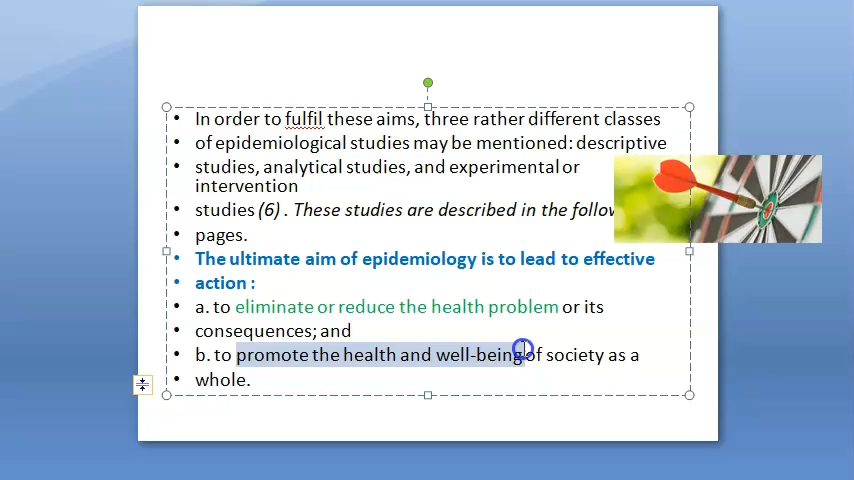 • In order to fulfil these aims, three rather different classes
• of epidemiological studies may be mentioned: descriptive
• studies, analytical studies, and experimental or
intervention
• studies (6) . These studies are described in the
• pages.
• The ultimate aim of epidemiology is to lead to effective
• action :
• a. to eliminate or reduce the health problem or its
• consequences; and
• b. to promote the health and well-being of society as a
• whole.